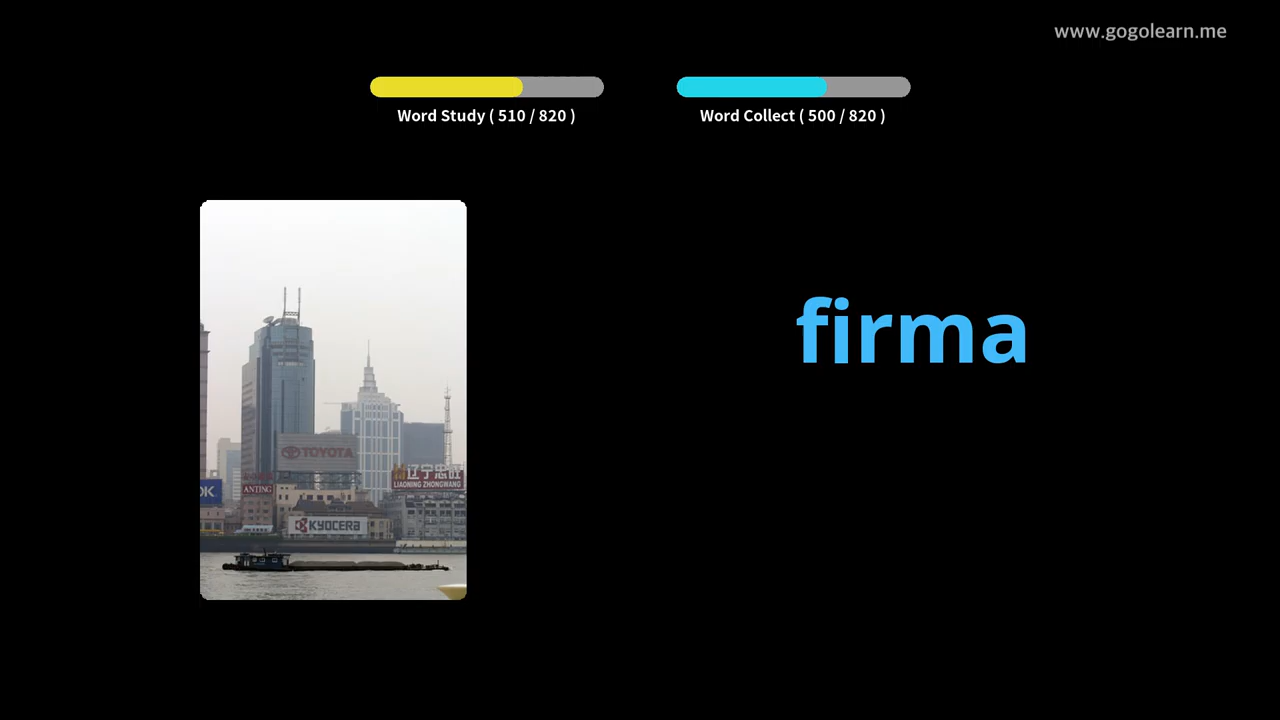 www.gogolearn.me
Word Study ( 510 / 820 )
Word Collect ( 500 / 820 )
firma
TOYOTA
辽宁忠旺
LIAONING ZHONGWANG
ANTING
KYOCERA